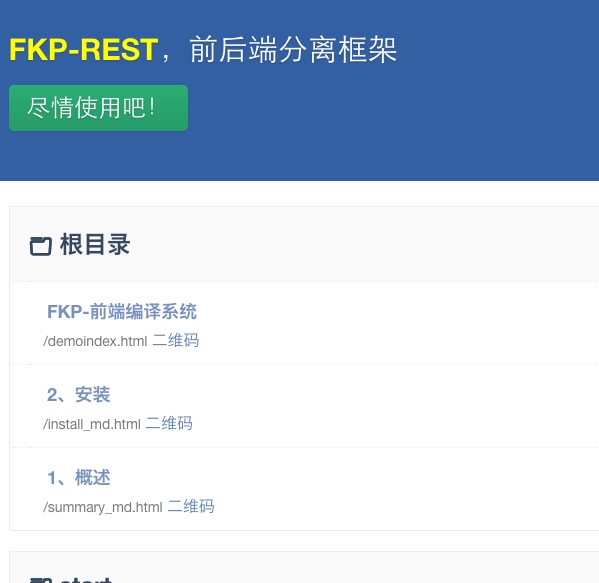 FKP-REST，前后端分离框架
尽情使用吧！
根目录
FKP-前端编译系统
/demoindex.html 二维码
2、安装
/install_md.html 二维码
1、概述
/summary_md.html 二维码
start